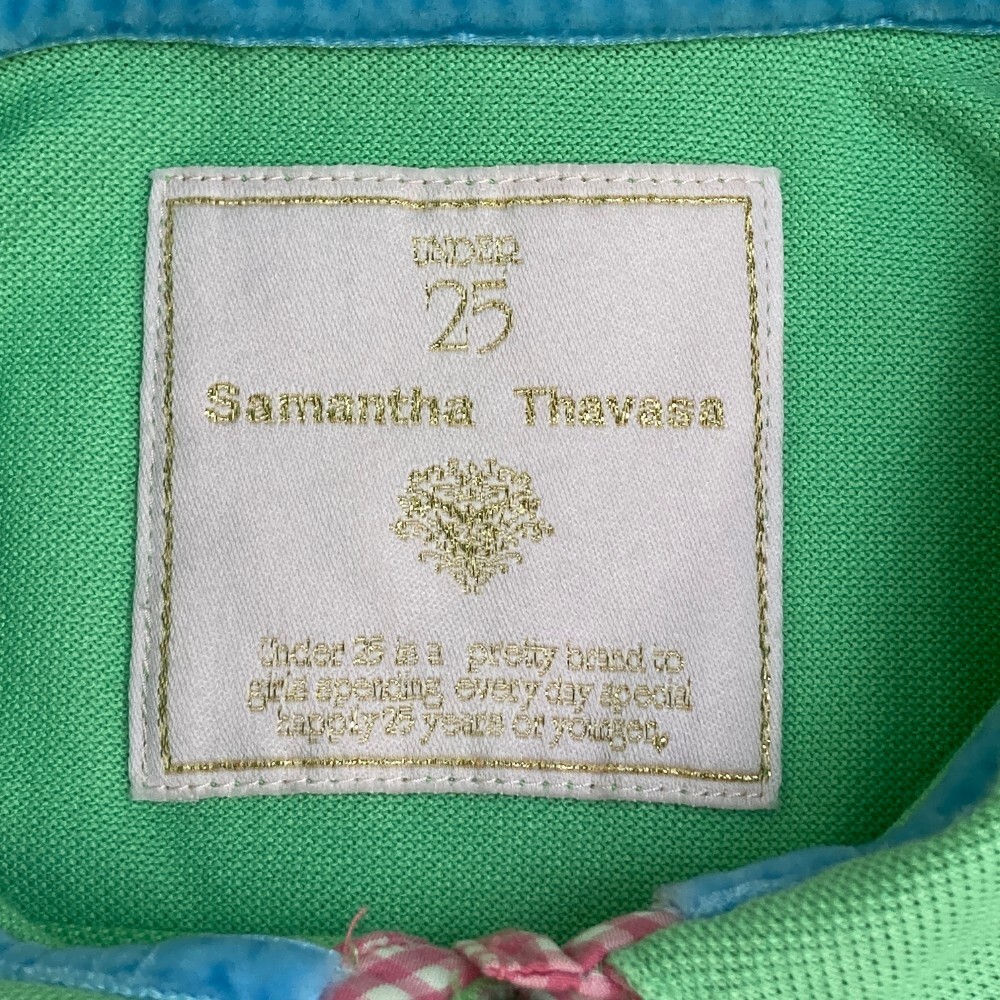 UNDER
25
Samantha Thavasa
Under 25 is a pretty brand to
girls spending every day special
happily 25 years or younger.